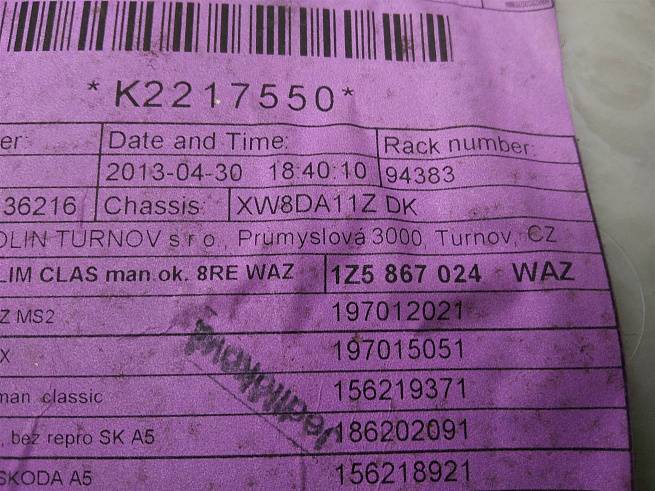 *K2217550*
er: Date and Time: Rack number:
2013-04-30 18:40:10 94383
36216 Chassis: XW8DA11Z DK
OLIN TURNOV s r o , Průmyslová 3000, Turnov, CZ
LIM CLAS man ok. 8RE WAZ 1Z5 867 024 WAZ
Z MS2 197012021
X 197015051
man classic 156219371
, bez repro SK A5 186202091
SKODA A5 156218921